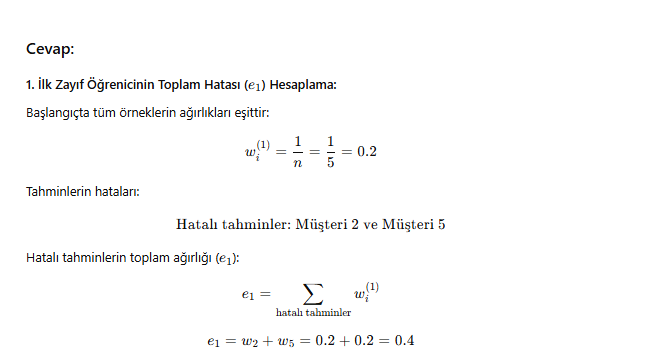 Cevap:
1. İlk Zayıf Öğrenicinin Toplam Hatası (e₁) Hesaplama:
Başlangıçta tüm örneklerin ağırlıkları eşittir:
w_i^(1) = 1/n = 1/5 = 0.2
Tahminlerin hataları:
Hatalı tahminler: Müşteri 2 ve Müşteri 5
Hatalı tahminlerin toplam ağırlığı (e₁):
e₁ = ∑ w_i^(1)
hatalı tahminler
e₁ = w₂ + w₅ = 0.2 + 0.2 = 0.4